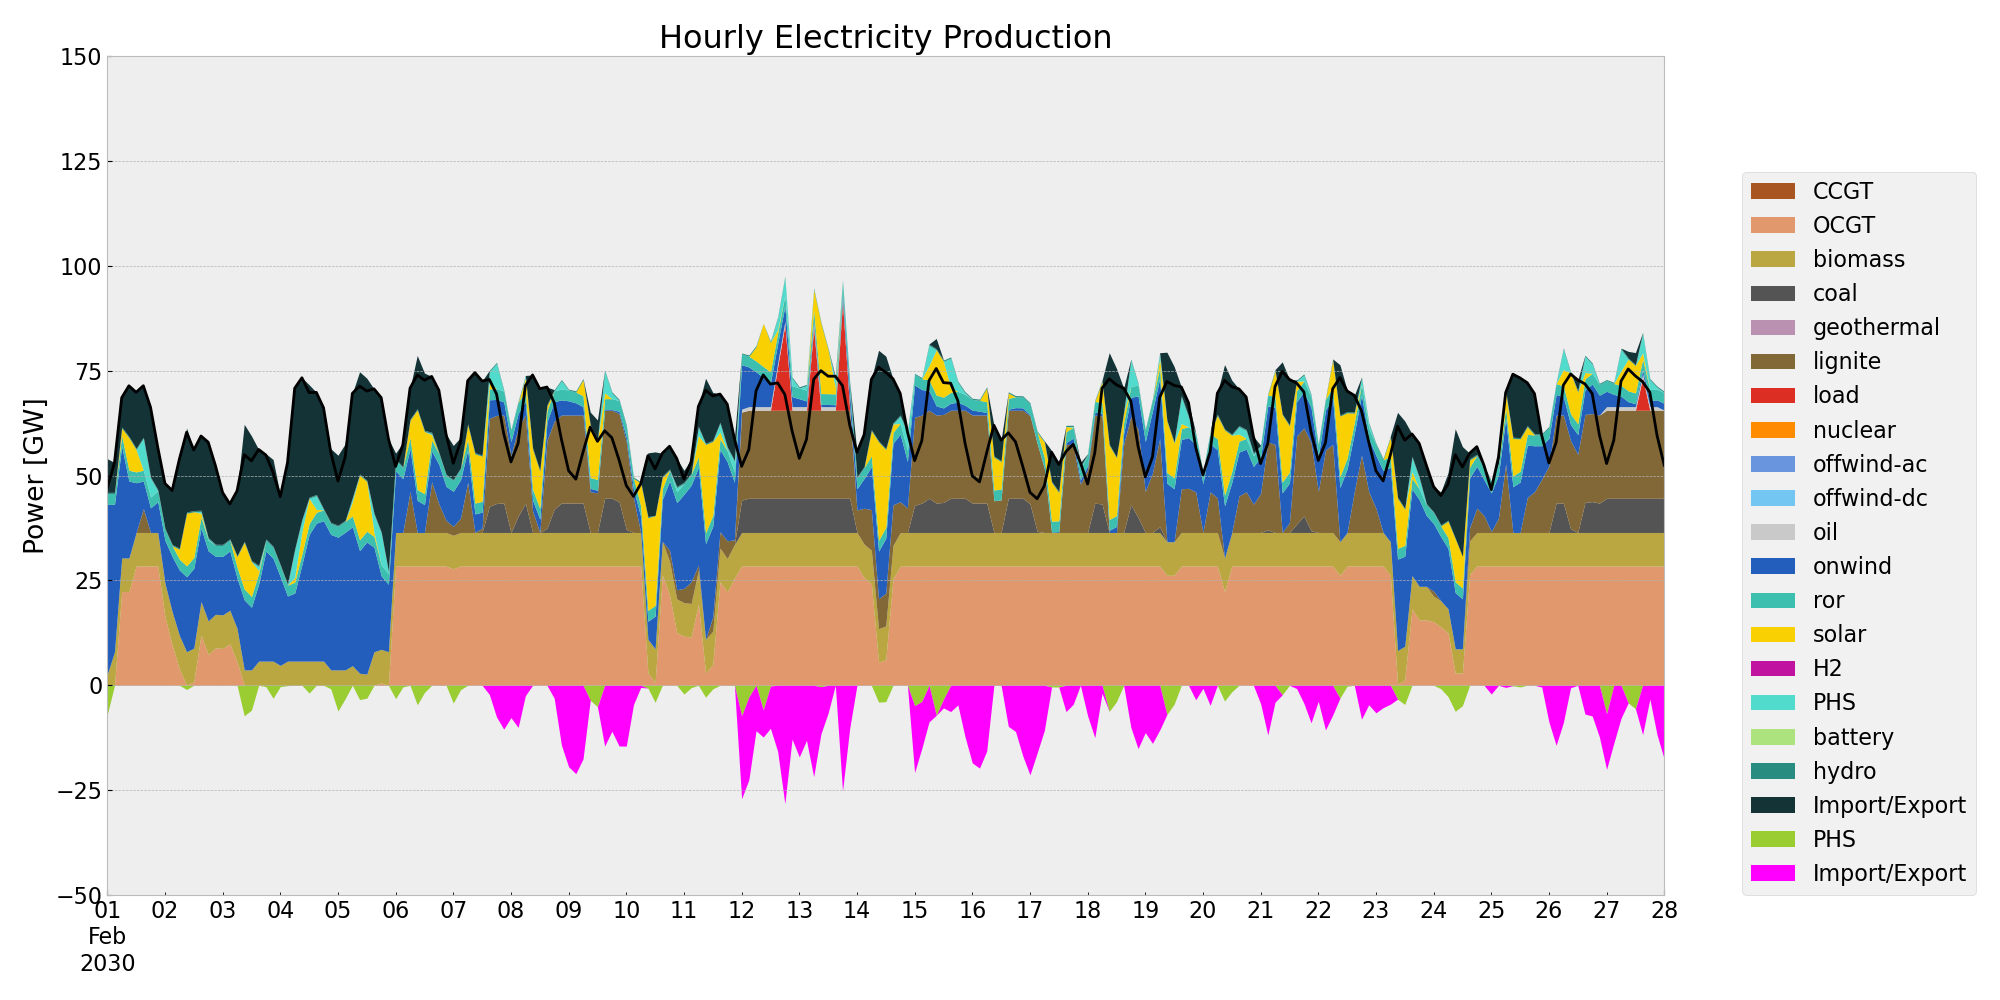 Hourly Electricity Production
Power [GW]
150
125
100
75
50
25
0
−25
−50
01 02 03 04 05 06 07 08 09 10 11 12 13 14 15 16 17 18 19 20 21 22 23 24 25 26 27 28
Feb
2030
CCGT
OCGT
biomass
coal
geothermal
lignite
load
nuclear
offwind-ac
offwind-dc
oil
onwind
ror
solar
H2
PHS
battery
hydro
Import/Export
PHS
Import/Export